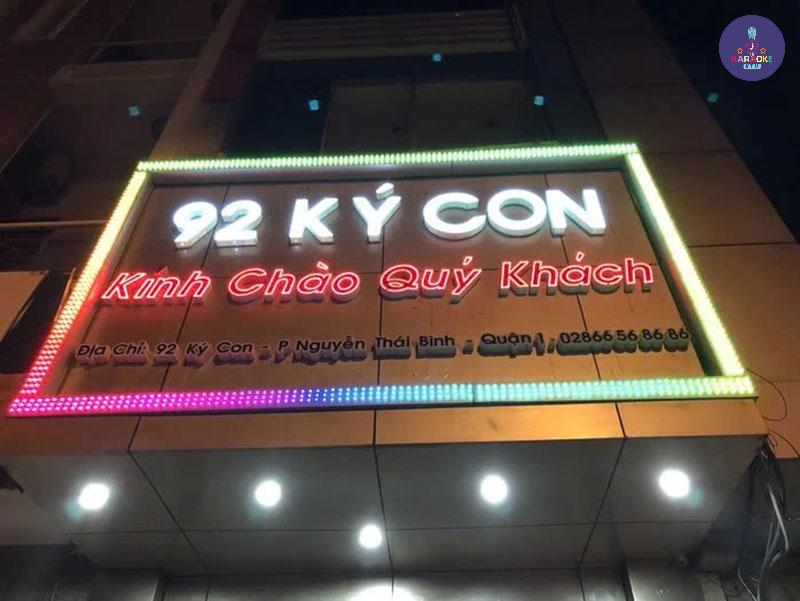 KARAOKE
92 KÝ CON
Kính Chào Quý Khách
Địa Chỉ: 92 Ký Con - P Nguyễn Thái Bình , Quận 1 , 02866 56 86 86